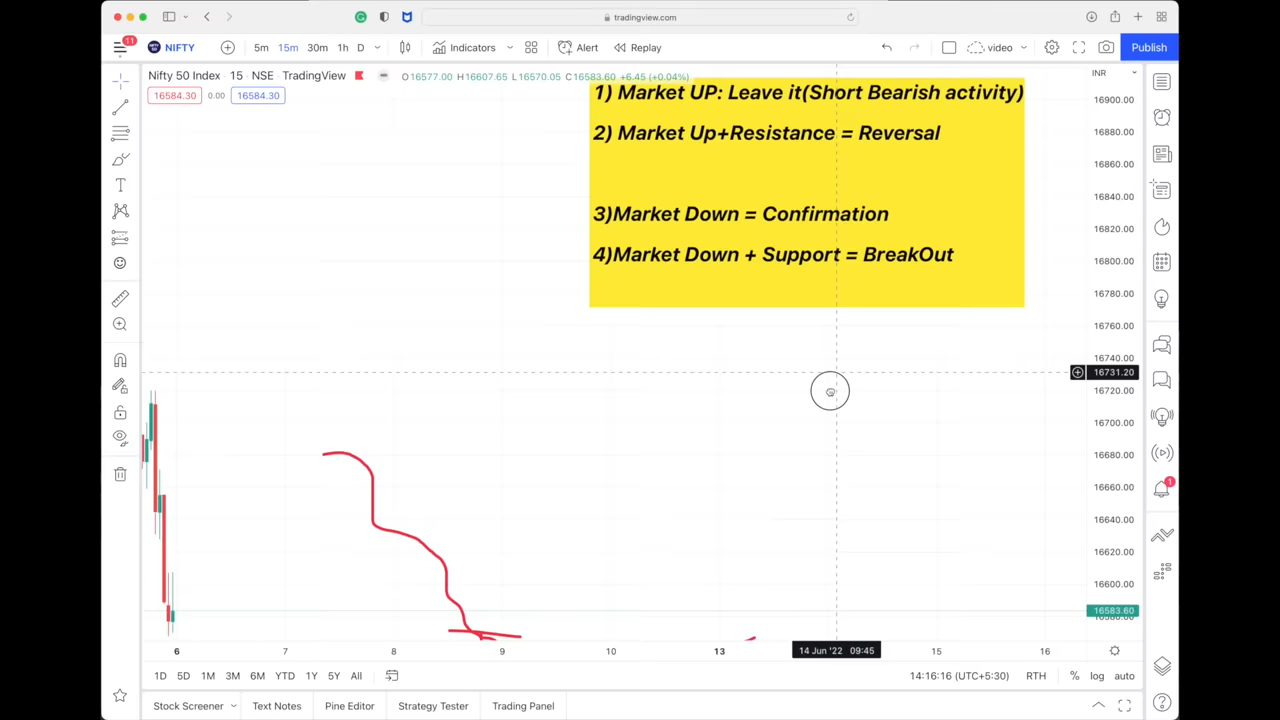 tradingview.com
11
NIFTY
5m 15m 30m 1h D
Indicators
Alert
Replay
video
Publish
Nifty 50 Index · 15 · NSE TradingView
O16577.00 H16607.65 L16570.05 C16583.60 +6.45 (+0.04%)
INR
16584.30 0.00 16584.30
1) Market UP: Leave it(Short Bearish activity)
2) Market Up+Resistance = Reversal
3)Market Down = Confirmation
4)Market Down + Support = BreakOut
16900.00
16880.00
16860.00
16840.00
16820.00
16800.00
16780.00
16760.00
16740.00
16731.20
16720.00
16700.00
16680.00
16660.00
16640.00
16620.00
16600.00
16583.60
1
6 7 8 9 10 13 14 Jun '22 09:45 15 16
1D 5D 1M 3M 6M YTD 1Y 5Y All
14:16:16 (UTC+5:30) RTH % log auto
Stock Screener Text Notes Pine Editor Strategy Tester Trading Panel